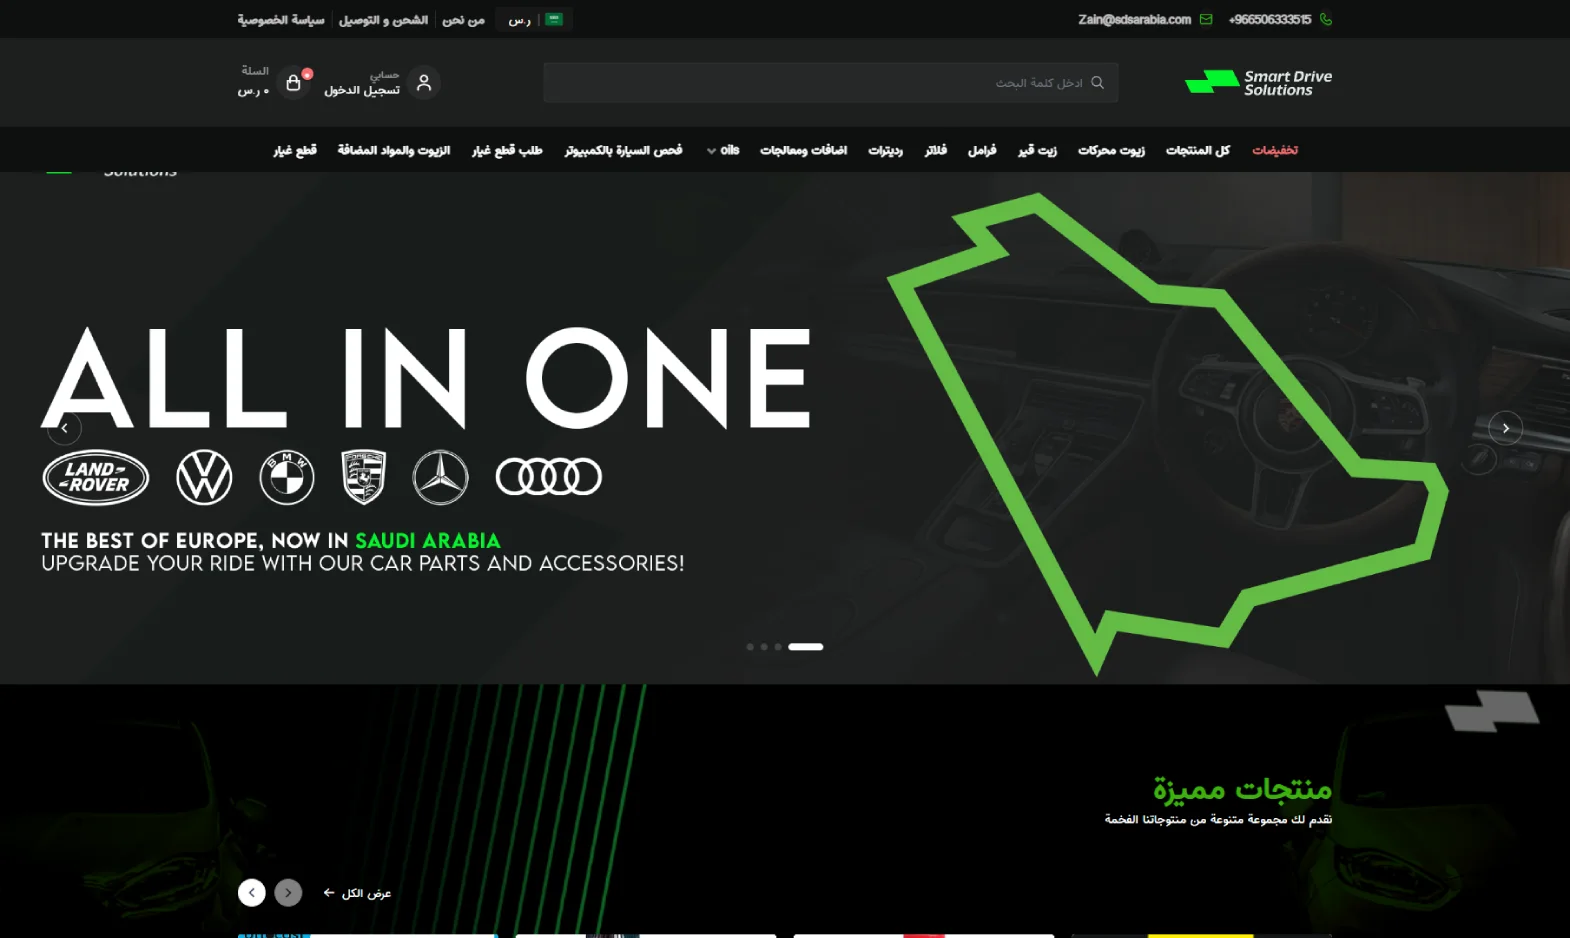 +966506333515
Zain@sdsarabia.com
ر.س
من نحن
الشحن و التوصيل
سياسة الخصوصية
Smart Drive
Solutions
ادخل كلمة البحث
حسابي
تسجيل الدخول
السلة
٠ ر.س
تخفيضات
كل المنتجات
زيوت محركات
زيت قير
فرامل
فلاتر
رديترات
اضافات ومعالجات
oils
فحص السيارة بالكمبيوتر
طلب قطع غيار
الزيوت والمواد المضافة
قطع غيار
Solutions
ALL IN ONE
LAND-
-ROVER
BMW
PORSCHE
THE BEST OF EUROPE, NOW IN SAUDI ARABIA
UPGRADE YOUR RIDE WITH OUR CAR PARTS AND ACCESSORIES!
منتجات مميزة
نقدم لك مجموعة متنوعة من منتوجاتنا الفخمة
عرض الكل